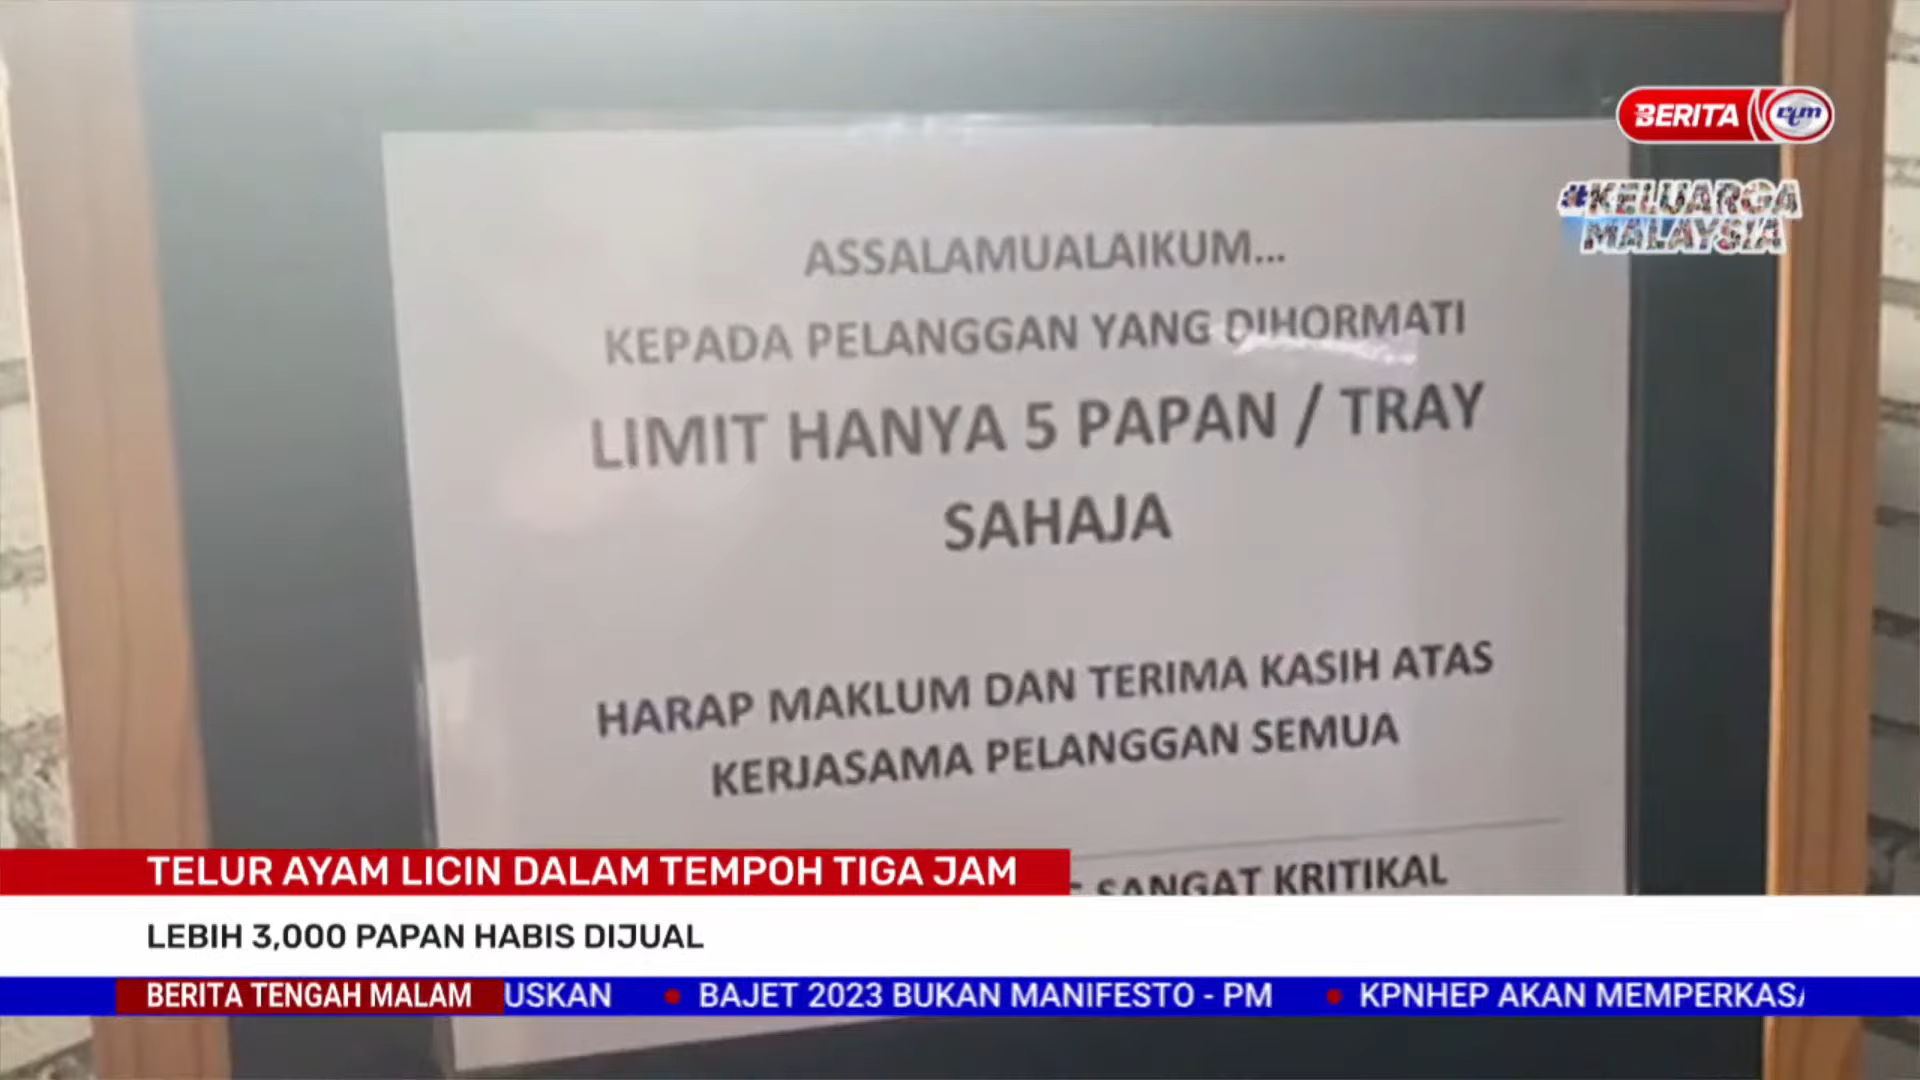 BERITA rtm
#KELUARGA
MALAYSIA
ASSALAMUALAIKUM...
KEPADA PELANGGAN YANG DIHORMATI
LIMIT HANYA 5 PAPAN / TRAY
SAHAJA
HARAP MAKLUM DAN TERIMA KASIH ATAS
KERJASAMA PELANGGAN SEMUA
SANGAT KRITIKAL
TELUR AYAM LICIN DALAM TEMPOH TIGA JAM
LEBIH 3,000 PAPAN HABIS DIJUAL
BERITA TENGAH MALAM USKAN • BAJET 2023 BUKAN MANIFESTO - PM • KPNHEP AKAN MEMPERKASA